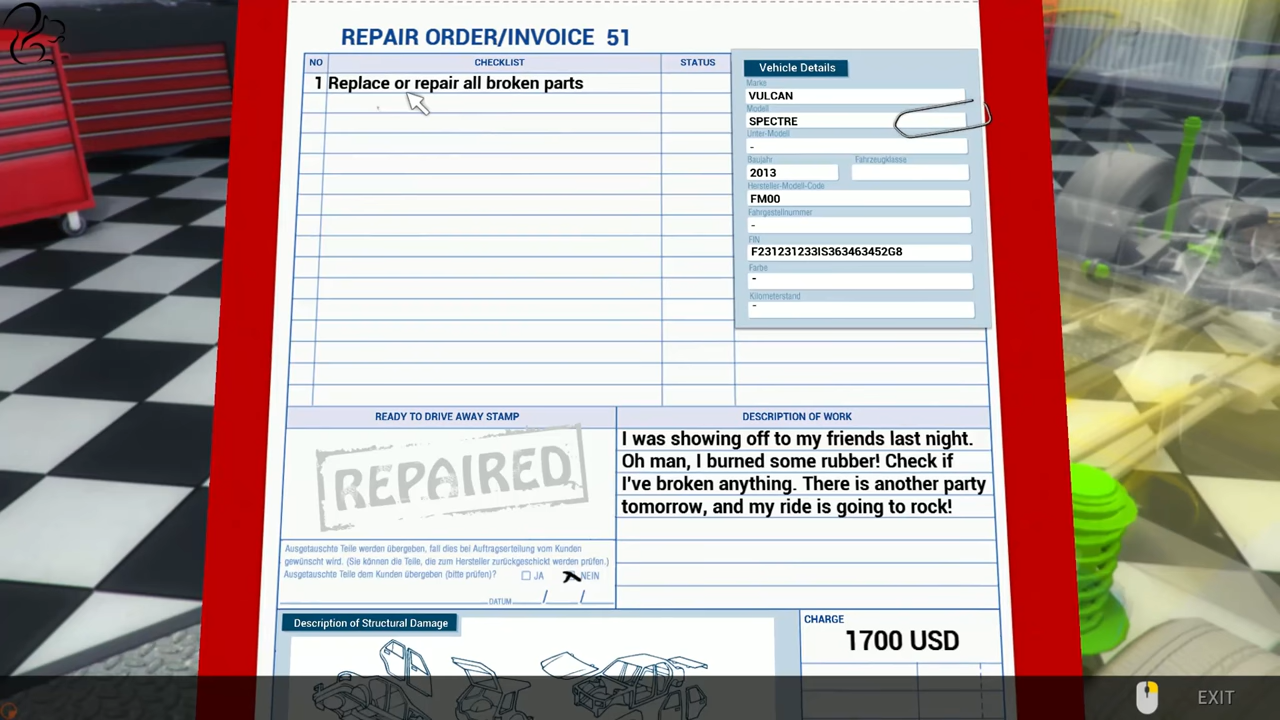 REPAIR ORDER/INVOICE 51
NO CHECKLIST STATUS
1 Replace or repair all broken parts
Vehicle Details
Marke
VULCAN
Modell
SPECTRE
Unter-Modell
-
Baujahr Fahrzeugklasse
2013
Hersteller-Modell-Code
FM00
Fahrgestellnummer
-
FIN
F231231233IS363463452G8
Farbe
-
Kilometerstand
-
READY TO DRIVE AWAY STAMP
REPAIRED
DESCRIPTION OF WORK
I was showing off to my friends last night.
Oh man, I burned some rubber! Check if
I've broken anything. There is another party
tomorrow, and my ride is going to rock!
Ausgetauschte Teile werden übergeben, fall dies bei Auftragserteilung vom Kunden
gewünscht wird. (Sie können die Teile, die zum Hersteller zurückgeschickt werden prüfen.)
Ausgetauschte Teile dem Kunden übergeben (bitte prüfen)? JA NEIN
DATUM / /
Description of Structural Damage
CHARGE
1700 USD
EXIT